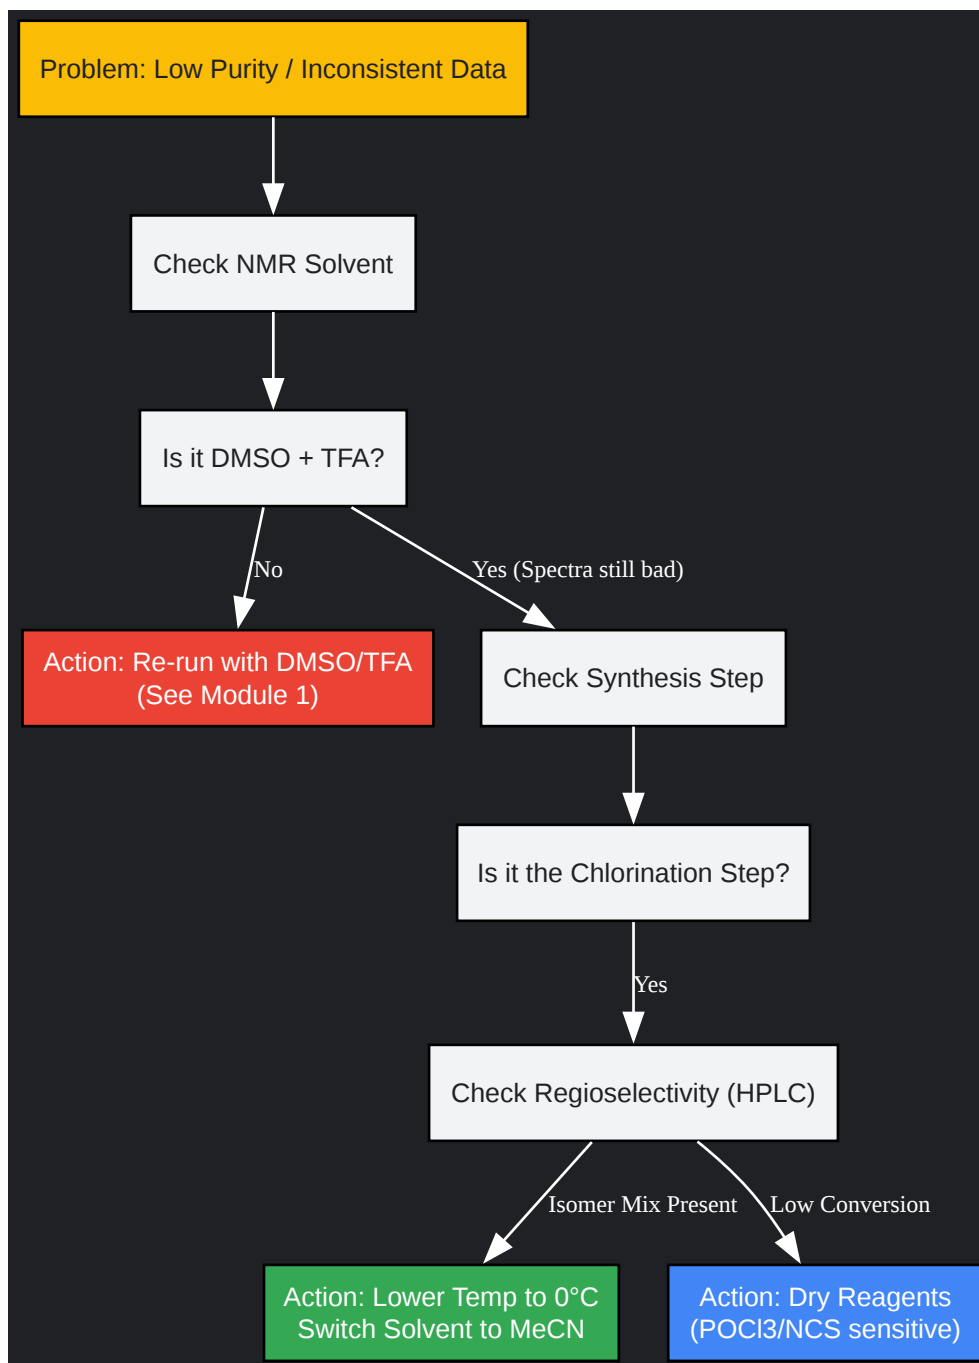 Problem: Low Purity / Inconsistent Data
Check NMR Solvent
Is it DMSO + TFA?
No
Yes (Spectra still bad)
Action: Re-run with DMSO/TFA
(See Module 1)
Check Synthesis Step
Is it the Chlorination Step?
Yes
Check Regioselectivity (HPLC)
Isomer Mix Present
Low Conversion
Action: Lower Temp to 0°C
Switch Solvent to MeCN
Action: Dry Reagents
(POCl3/NCS sensitive)